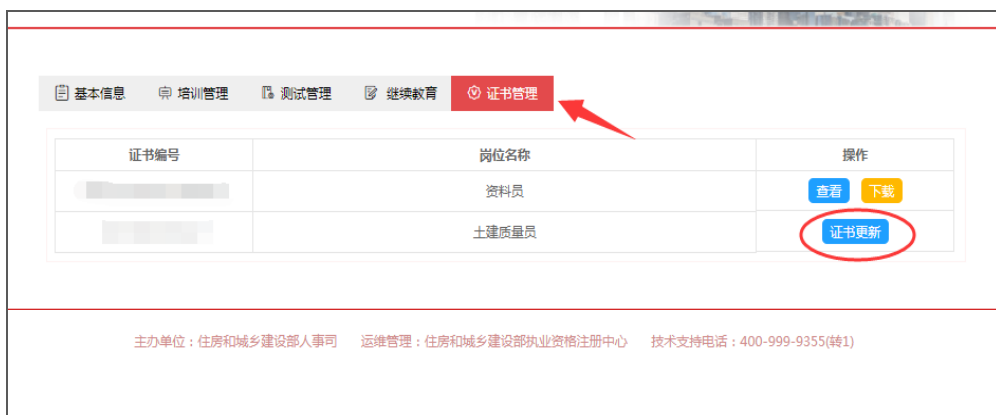 基本信息 培训管理 测试管理 继续教育 证书管理
证书编号 岗位名称 操作
资料员 查看 下载
土建质量员 证书更新
主办单位：住房和城乡建设部人事司 运维管理：住房和城乡建设部执业资格注册中心 技术支持电话：400-999-9355(转1)